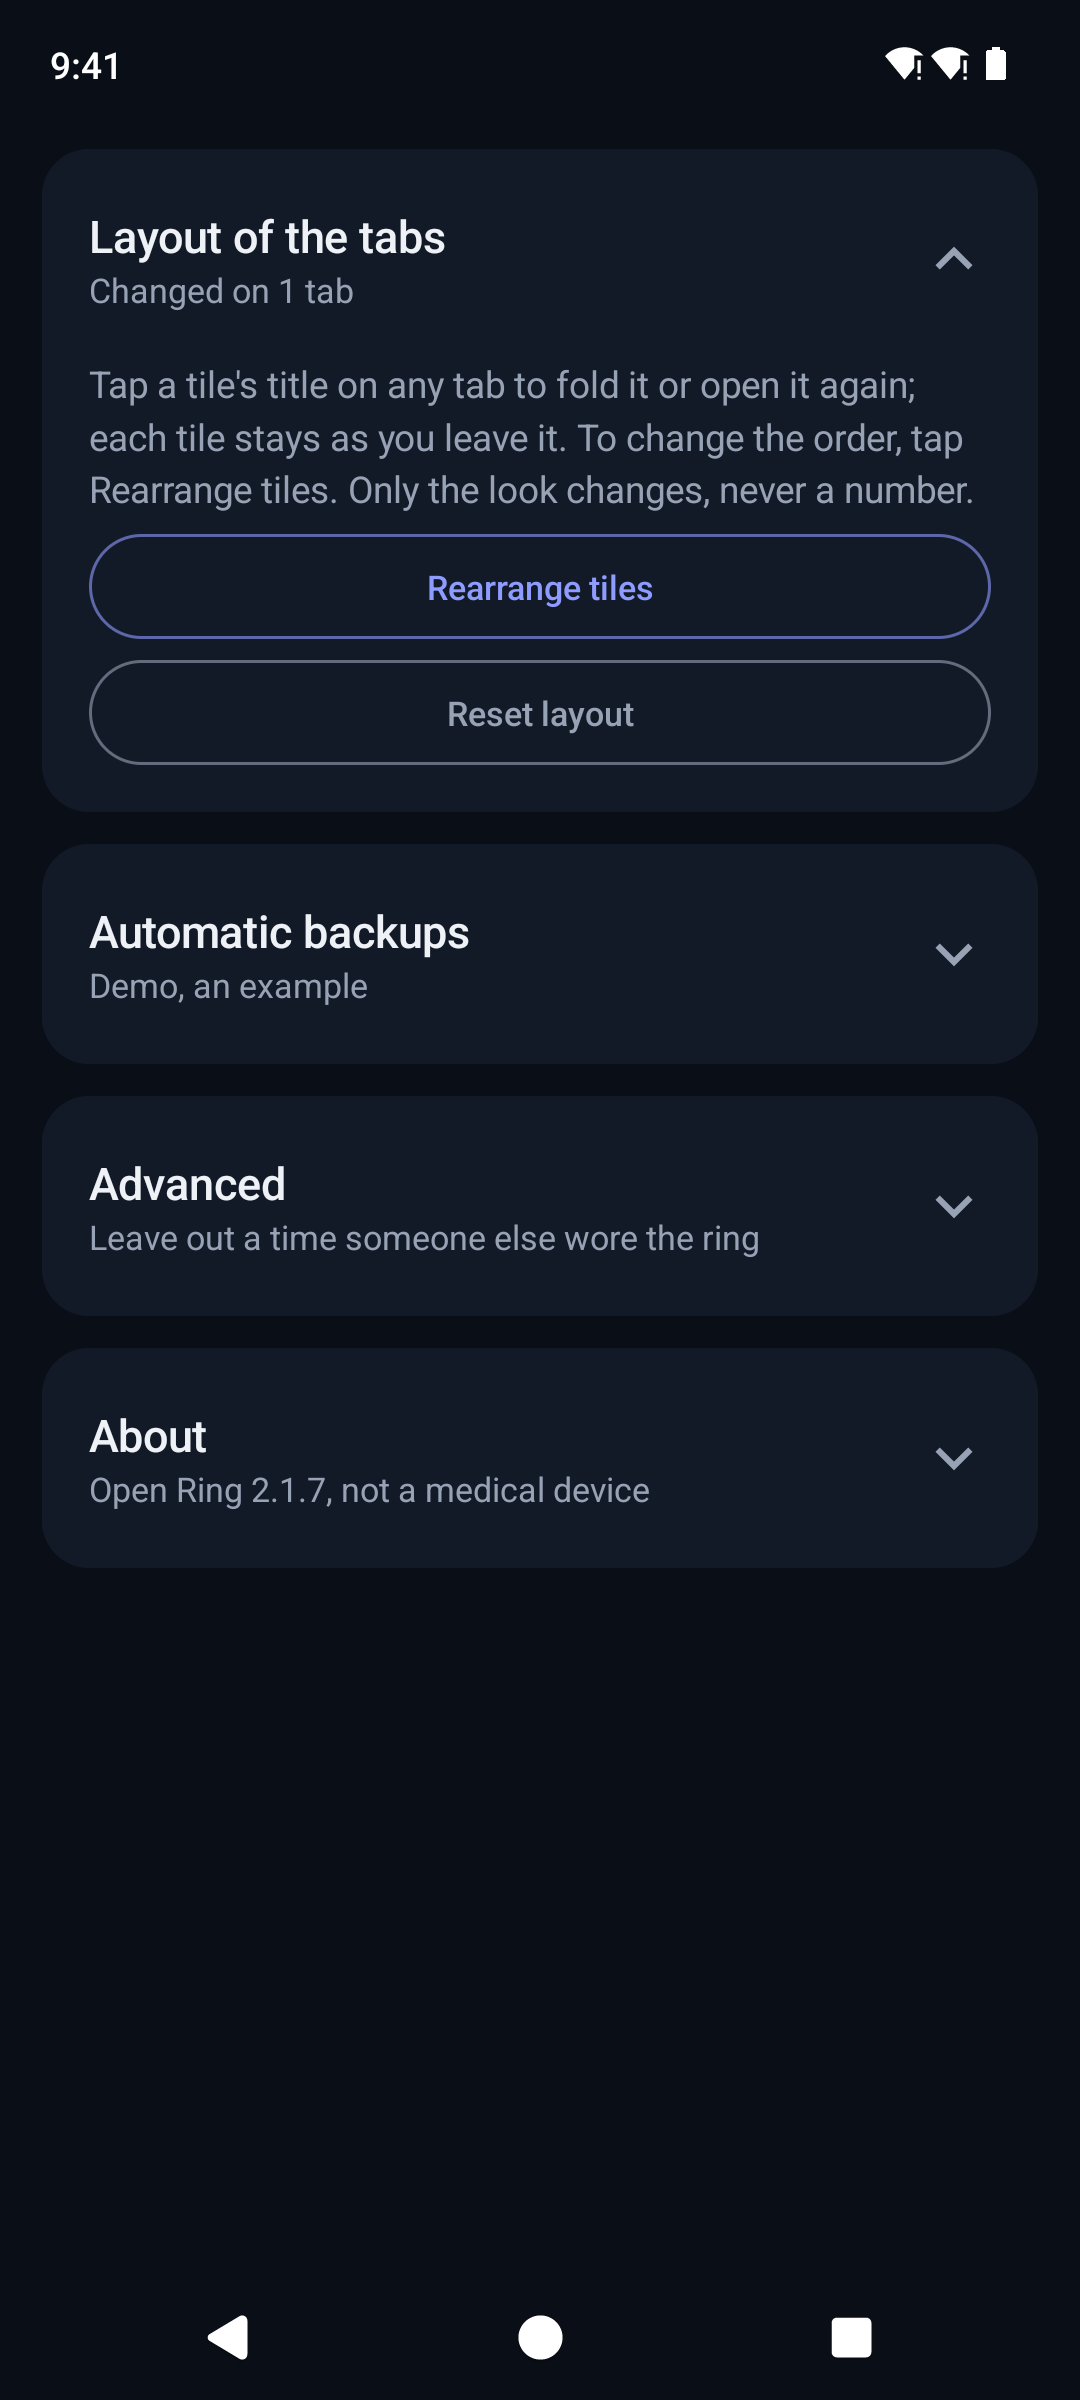 9:41
Layout of the tabs
Changed on 1 tab
Tap a tile's title on any tab to fold it or open it again;
each tile stays as you leave it. To change the order, tap
Rearrange tiles. Only the look changes, never a number.
Rearrange tiles
Reset layout
Automatic backups
Demo, an example
Advanced
Leave out a time someone else wore the ring
About
Open Ring 2.1.7, not a medical device